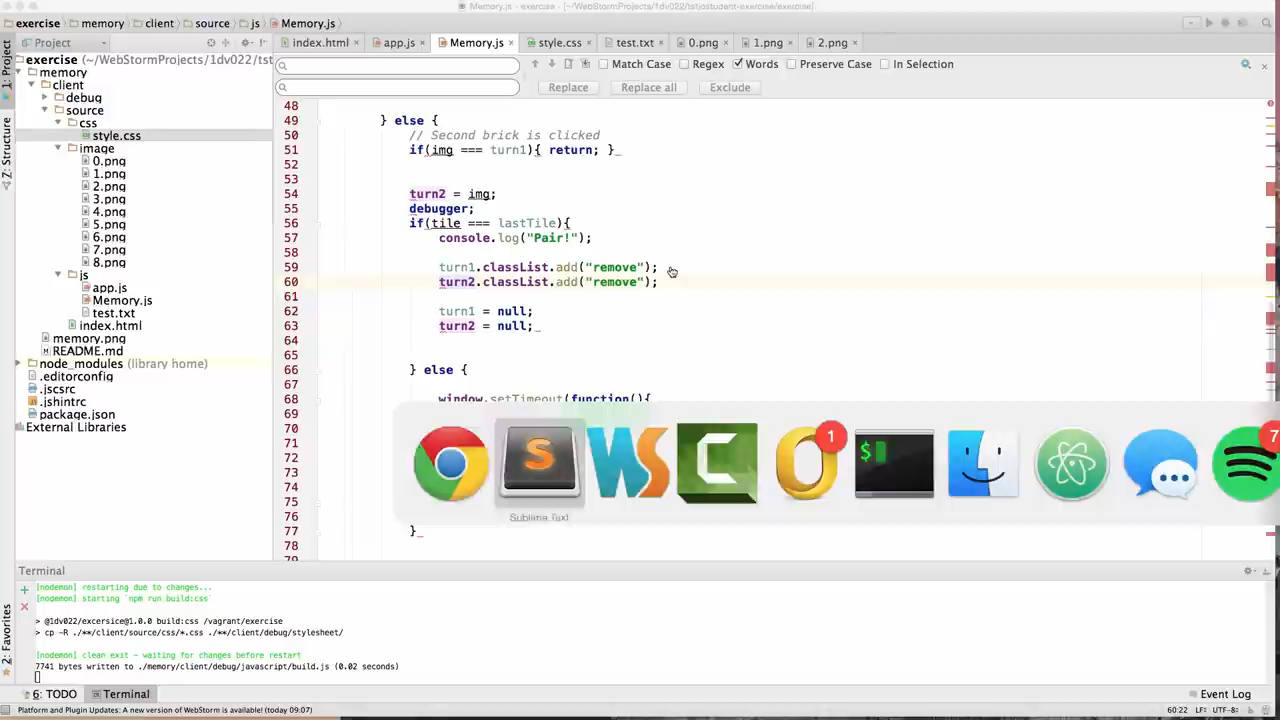 Memory.js - exercise - [~/WebStormProjects/1dv022/tstjostudent-exercise/exercise]
exercise memory client source js Memory.js
Project
index.html app.js Memory.js style.css test.txt 0.png 1.png 2.png
1: Project
exercise (~/WebStormProjects/1dv022/tst
Match Case Regex Words Preserve Case In Selection
memory
client
Replace Replace all Exclude
debug
source
css
style.css
image
0.png
1.png
2.png
3.png
4.png
5.png
6.png
7.png
8.png
js
app.js
Memory.js
test.txt
index.html
memory.png
README.md
node_modules (library home)
.editorconfig
.jscsrc
.jshintrc
package.json
External Libraries
7: Structure
48
49 } else {
50 // Second brick is clicked
51 if(img === turn1){ return; }
52
53
54 turn2 = img;
55 debugger;
56 if(tile === lastTile){
57 console.log("Pair!");
58
59 turn1.classList.add("remove");
60 turn2.classList.add("remove");
61
62 turn1 = null;
63 turn2 = null;
64
65
66 } else {
67
68 window.setTimeout(function(){
69
70
71
72
73
74
75
76
77 }
78
79
S
WS
C
1
$
7
Sublime Text
Terminal
[nodemon] restarting due to changes...
[nodemon] starting `npm run build:css`
> @1dv022/excersice@1.0.0 build:css /vagrant/exercise
> cp -R ./**/client/source/css/*.css ./**/client/debug/stylesheet/
[nodemon] clean exit - waiting for changes before restart
7741 bytes written to ./memory/client/debug/javascript/build.js (0.02 seconds)
2: Favorites
6: TODO Terminal Event Log
Platform and Plugin Updates: A new version of WebStorm is available! (today 09:07) 60:22 LF÷ UTF-8÷